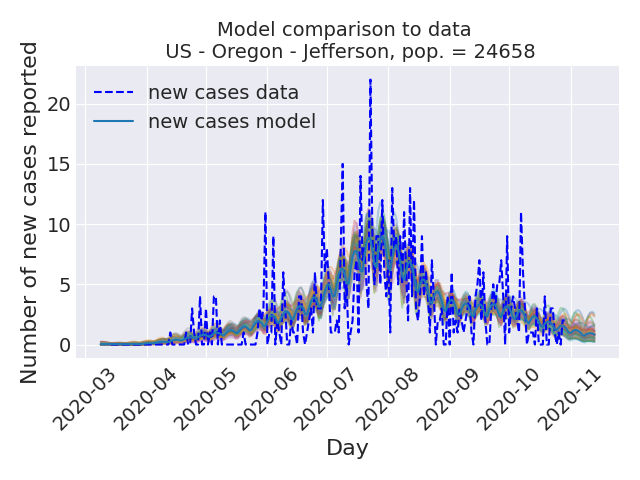 Model comparison to data
US - Oregon - Jefferson, pop. = 24658
Number of new cases reported
20
15
10
5
0
new cases data
new cases model
2020-03
2020-04
2020-05
2020-06
2020-07
2020-08
2020-09
2020-10
2020-11
Day